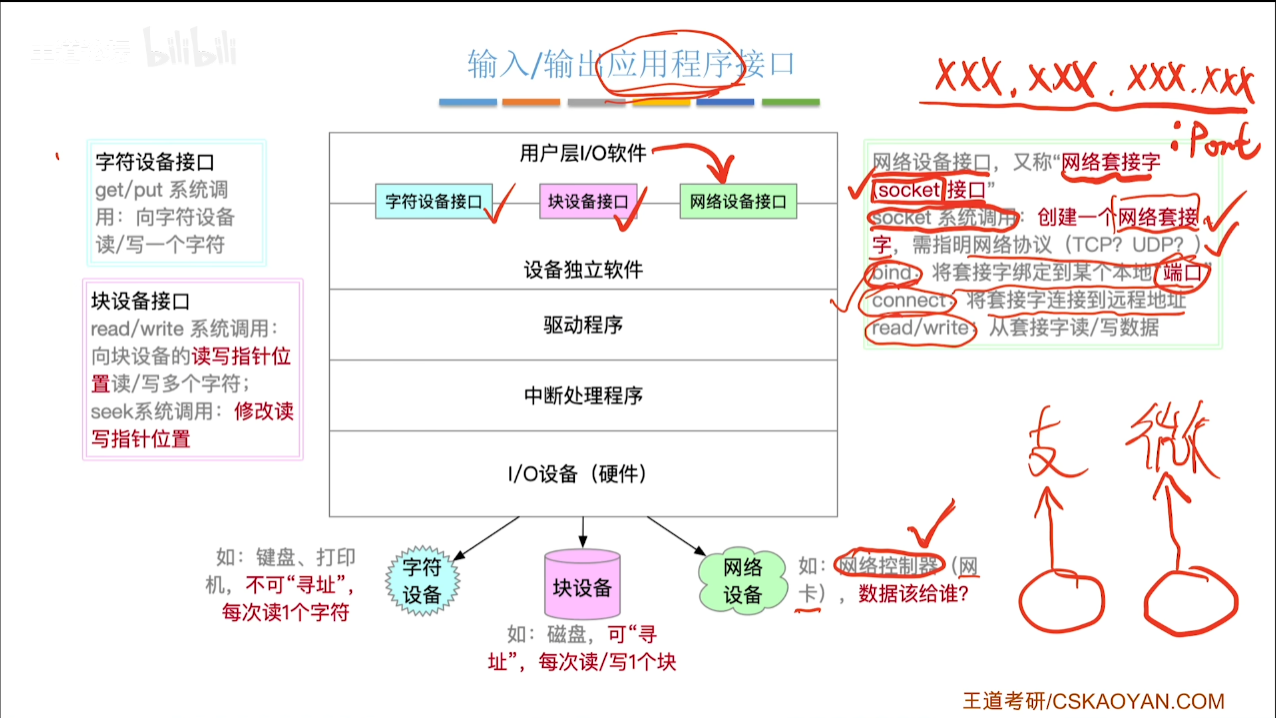 bilibili
输入/输出应用程序接口
XXX.XXX.XXX.XXX
:Port
字符设备接口
get/put 系统调
用：向字符设备
读/写一个字符
块设备接口
read/write 系统调用：
向块设备的读写指针位
置读/写多个字符；
seek系统调用：修改读
写指针位置
用户层I/O软件
字符设备接口
块设备接口
网络设备接口
设备独立软件
驱动程序
中断处理程序
I/O设备（硬件）
网络设备接口，又称“网络套接字
(socket)接口”
socket 系统调用：创建一个网络套接
字，需指明网络协议（TCP？UDP？）
bind：将套接字绑定到某个本地“端口”
connect：将套接字连接到远程地址
read/write：从套接字读/写数据
支
微
如：键盘、打印
机，不可“寻址”，
每次读1个字符
字符
设备
块设备
如：磁盘，可“寻
址”，每次读/写1个块
网络
设备
如：网络控制器（网
卡），数据该给谁？
王道考研/CSKAOYAN.COM